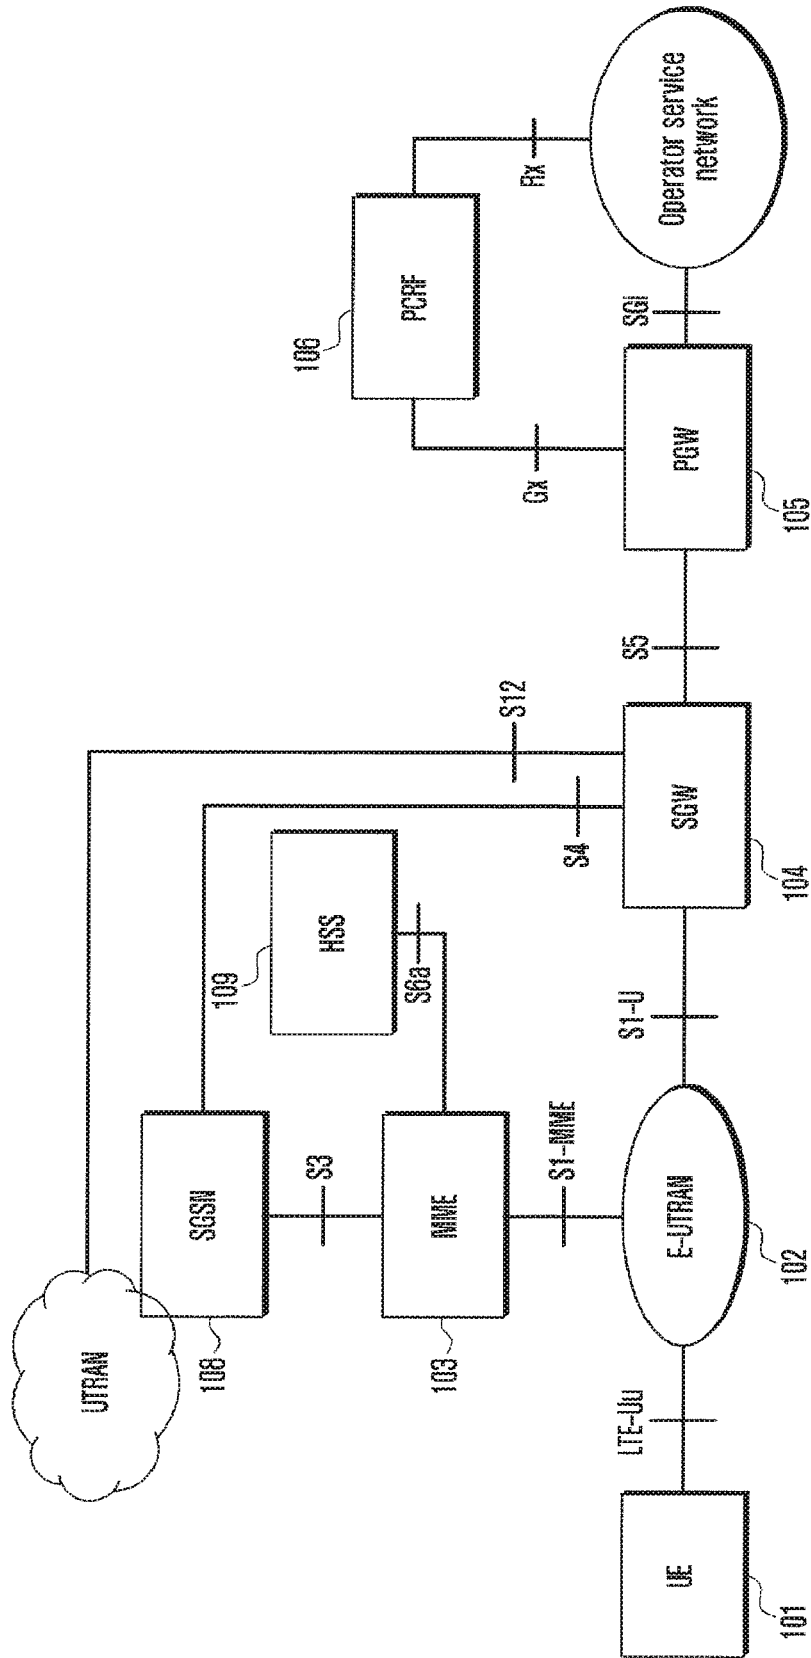 UTRAN
SGSN
108
S3
MME
103
S1-MME
HSS
109
S6a
S4
S12
UE
101
LTE-Uu
E-UTRAN
102
S1-U
SGW
104
S5
PGW
105
Gx
PCRF
106
Rx
SGi
Operator service
network